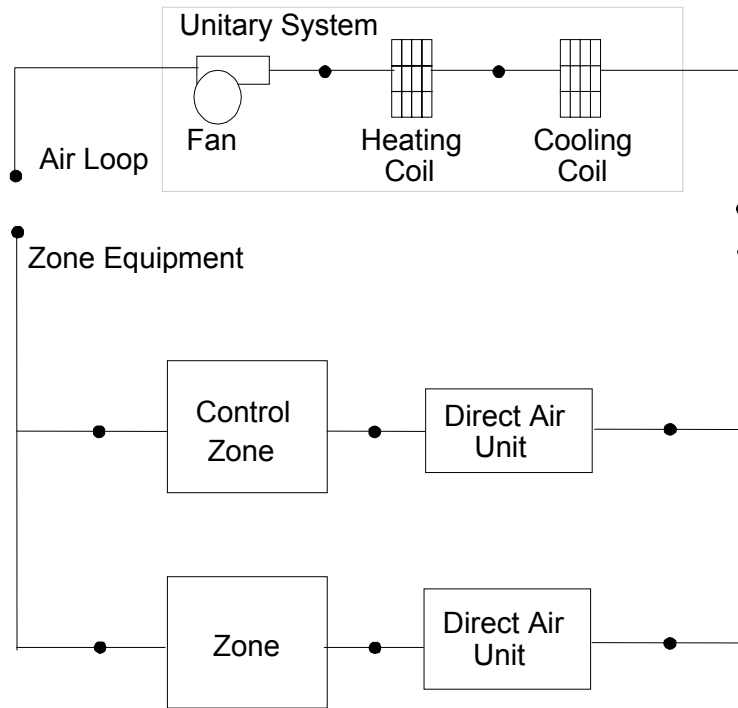 Unitary System
Fan
Heating
Coil
Cooling
Coil
Air Loop
Zone Equipment
Control
Zone
Direct Air
Unit
Zone
Direct Air
Unit